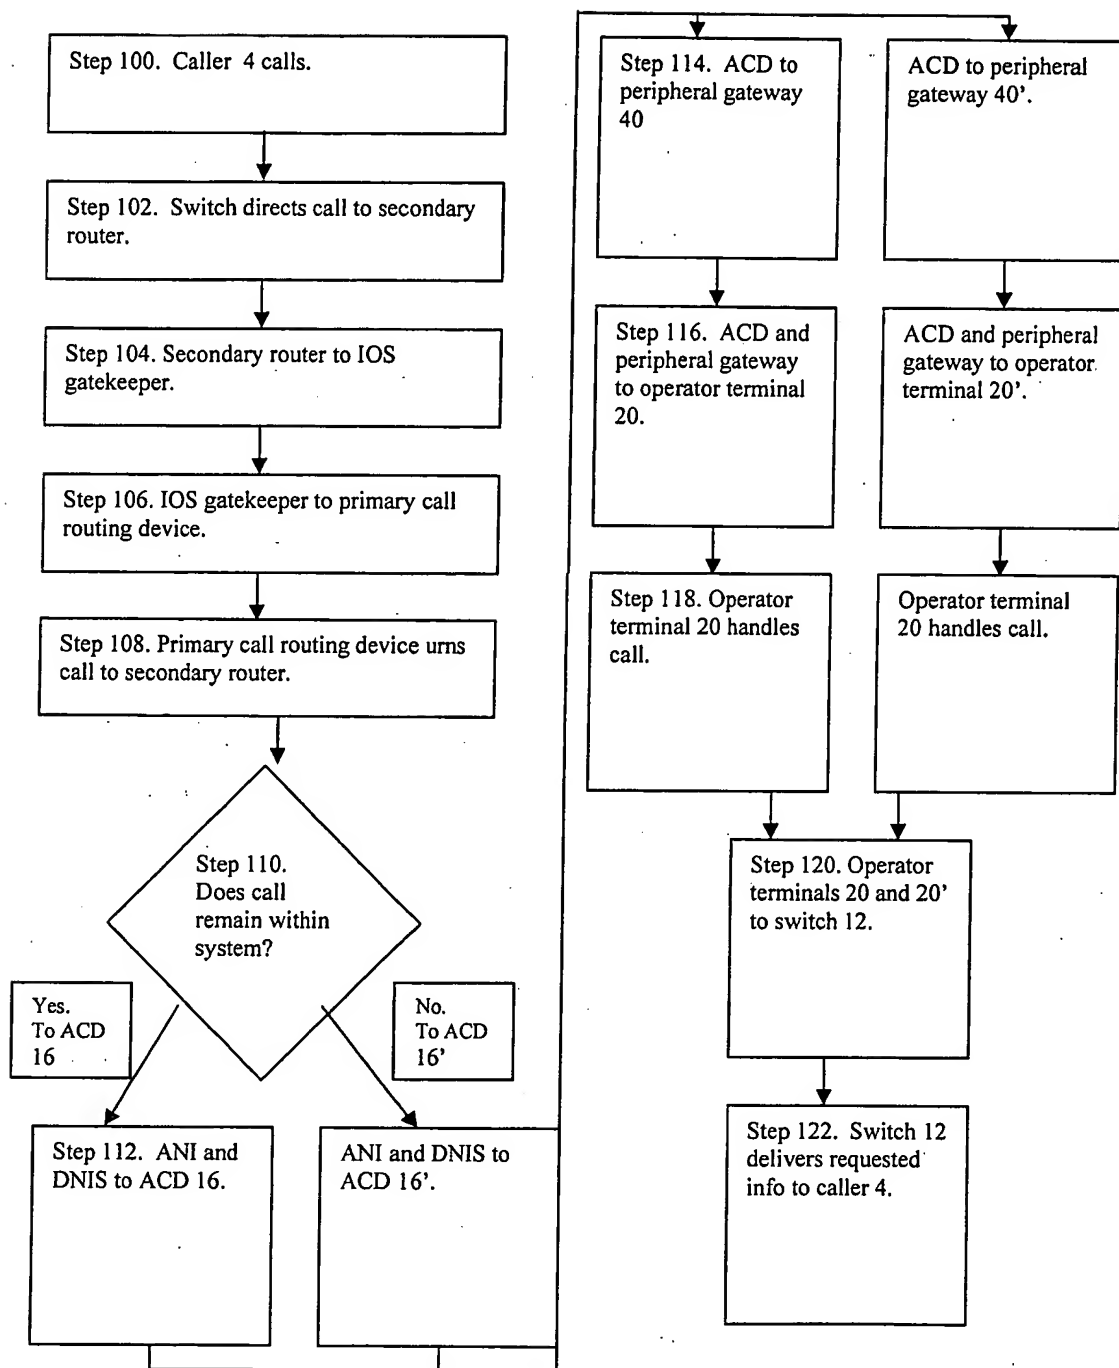 Step 100. Caller 4 calls.
Step 102. Switch directs call to secondary
router.
Step 104. Secondary router to IOS
gatekeeper.
Step 106. IOS gatekeeper to primary call
routing device.
Step 108. Primary call routing device urns
call to secondary router.
Step 110.
Does call
remain within
system?
Yes.
To ACD
16
No.
To ACD
16'
Step 112. ANI and
DNIS to ACD 16.
ANI and DNIS to
ACD 16'.
Step 114. ACD to
peripheral gateway
40
ACD to peripheral
gateway 40'.
Step 116. ACD and
peripheral gateway
to operator terminal
20.
ACD and peripheral
gateway to operator
terminal 20'.
Step 118. Operator
terminal 20 handles
call.
Operator terminal
20 handles call.
Step 120. Operator
terminals 20 and 20'
to switch 12.
Step 122. Switch 12
delivers requested
info to caller 4.